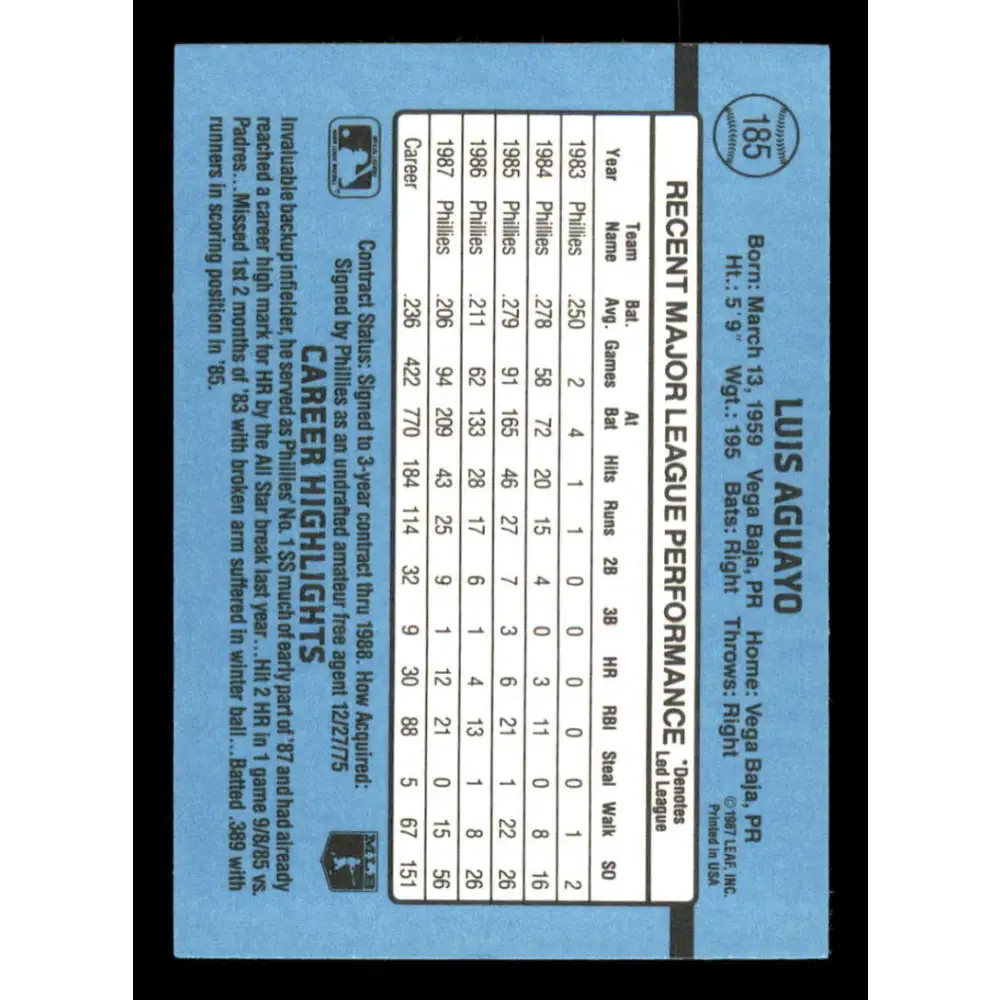 185
LUIS AGUAYO
Born: March 13, 1959 Vega Baja, PR Home: Vega Baja, PR
Ht.: 5'9" Wgt.: 195 Bats: Right Throws: Right
©1987 LEAF, INC.
Printed in USA
RECENT MAJOR LEAGUE PERFORMANCE *Denotes Led League
Year Team Name Bat. Avg. Games At Bat Hits Runs 2B 3B HR RBI Steal Walk SO
1983 Phillies .250 2 4 1 1 0 0 0 0 0 1 2
1984 Phillies .278 58 72 20 15 4 0 3 11 0 8 16
1985 Phillies .279 91 165 46 27 7 3 6 21 1 22 26
1986 Phillies .211 62 133 28 17 6 1 4 13 1 8 26
1987 Phillies .206 94 209 43 25 9 1 12 21 0 15 56
Career .236 422 770 184 114 32 9 30 88 5 67 151
Contract Status: Signed to 3-year contract thru 1988. How Acquired:
Signed by Phillies as an undrafted amateur free agent 12/27/75
MLB
CAREER HIGHLIGHTS
Invaluable backup infielder, he served as Phillies' No. 1 SS much of early part of '87 and had already
reached a career high mark for HR by the All Star break last year...Hit 2 HR in 1 game 9/8/85 vs.
Padres...Missed 1st 2 months of '83 with broken arm suffered in winter ball...Batted .389 with
runners in scoring position in '85.